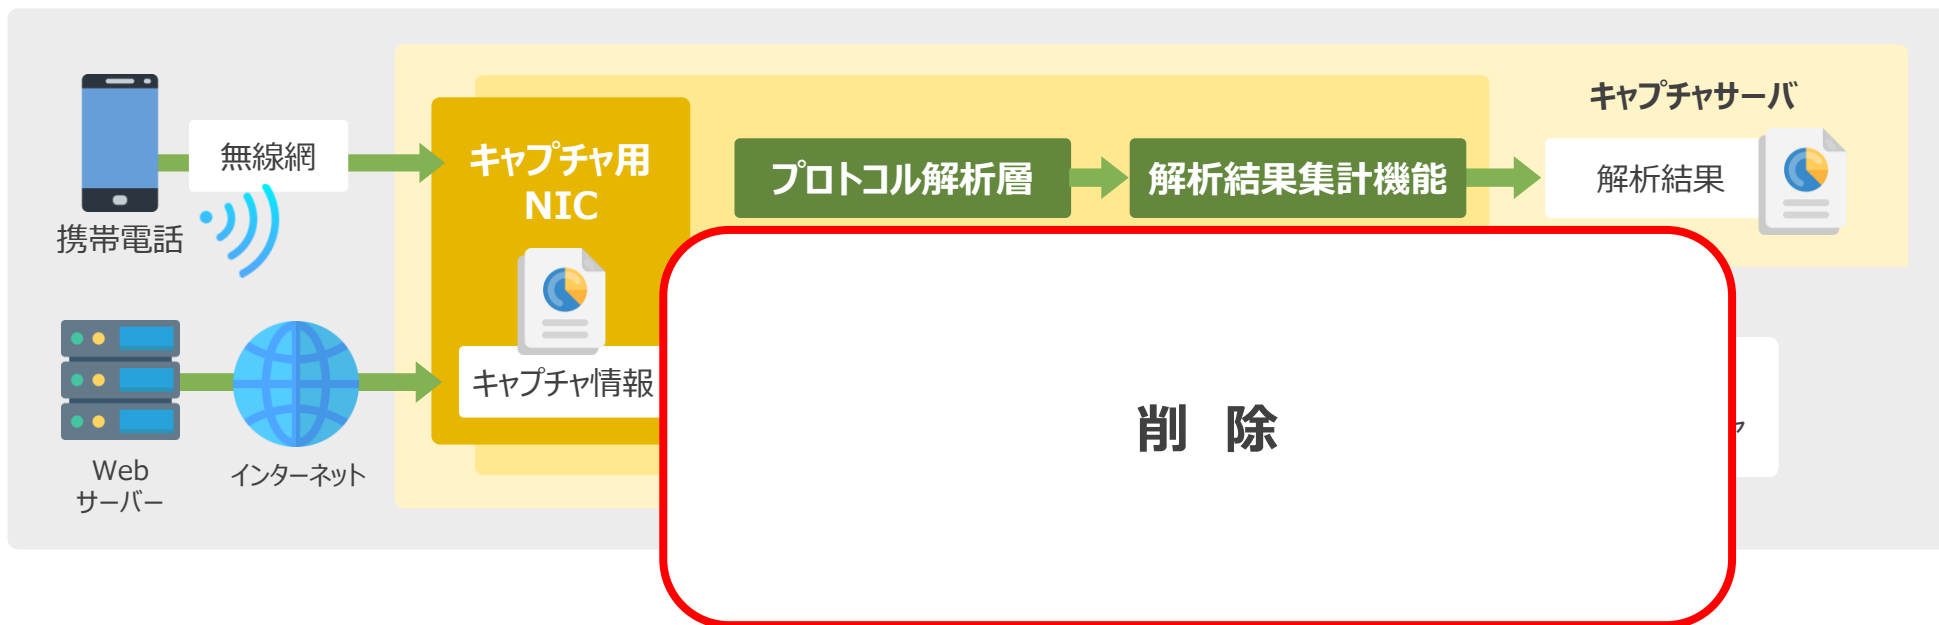 キャプチャサーバ
無線網
携帯電話
キャプチャ用
NIC
プロトコル解析層
解析結果集計機能
解析結果
キャプチャ情報
Web
サーバー
インターネット
削 除